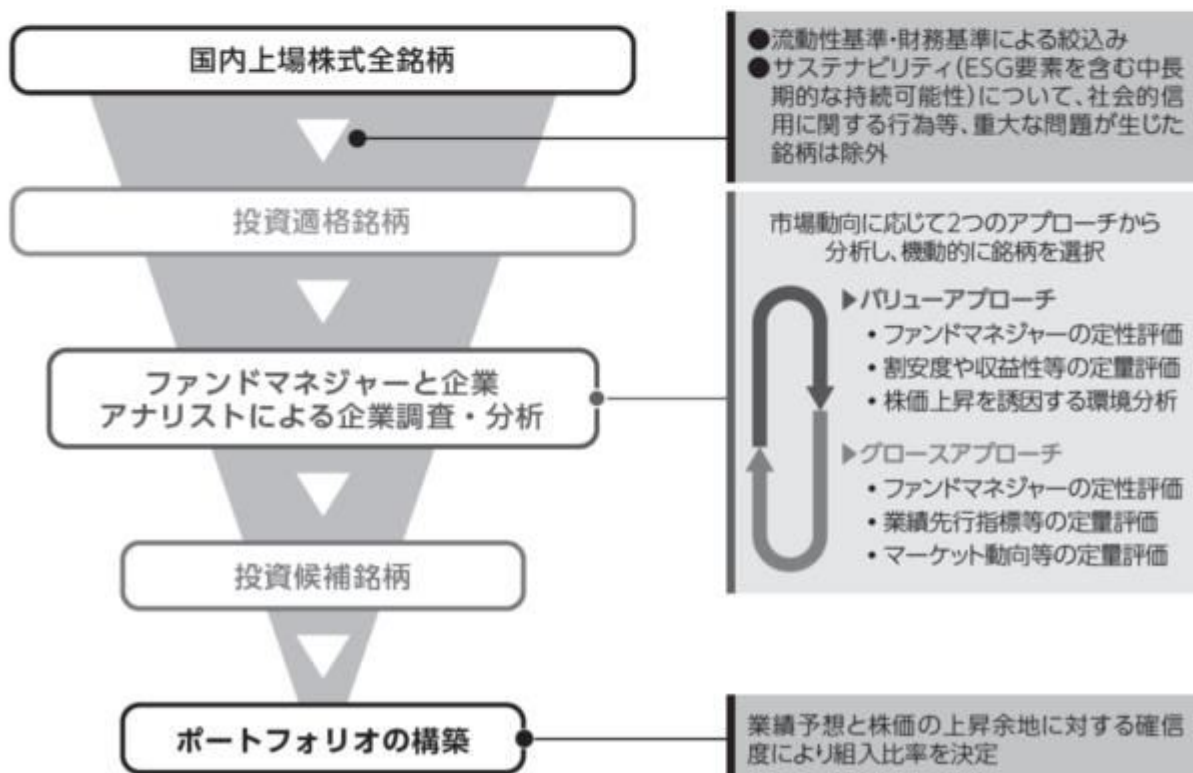 国内上場株式全銘柄
●流動性基準・財務基準による絞込み
●サステナビリティ(ESG要素を含む中長
期的な持続可能性)について、社会的信
用に関する行為等、重大な問題が生じた
銘柄は除外
投資適格銘柄
市場動向に応じて2つのアプローチから
分析し、機動的に銘柄を選択
▶バリューアプローチ
・ファンドマネジャーの定性評価
・割安度や収益性等の定量評価
・株価上昇を誘因する環境分析
ファンドマネジャーと企業
アナリストによる企業調査・分析
▶グロースアプローチ
・ファンドマネジャーの定性評価
・業績先行指標等の定量評価
・マーケット動向等の定量評価
投資候補銘柄
ポートフォリオの構築
業績予想と株価の上昇余地に対する確信
度により組入比率を決定